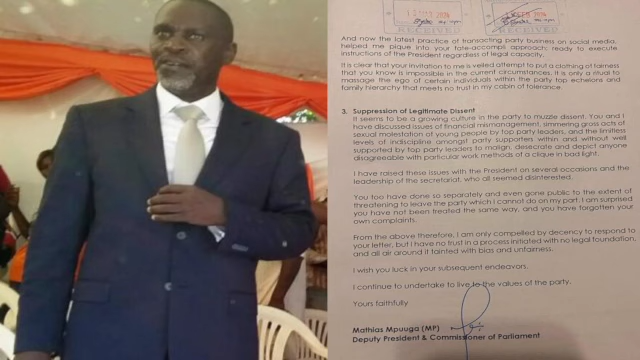 RECEIVED
RECEIVED
And now the latest practice of transacting party business on social media,
helped me pique into your fate-accompli approach; ready to execute
instructions of the President regardless of legal capacity.
It is clear that your invitation to me is veiled attempt to put a clothing of fairness
that you know is impossible in the current circumstances. It is only a ritual to
massage the ego of certain individuals within the party top echelons and
family hierarchy that meets no trust in my cabin of tolerance.
3. Suppression of Legitimate Dissent
It seems to be a growing culture in the party to muzzle dissent. You and I
have discussed issues of financial mismanagement, simmering gross acts of
sexual molestation of young people by top party leaders, and the limitless
levels of indiscipline amongst party supporters within and without well
supported by top party leaders to malign, desecrate and depict anyone
disagreeable with particular work methods of a clique in bad light.
I have raised these issues with the President on several occasions and the
leadership of the secretariat, who all seemed disinterested.
You too have done so separately and even gone public to the extent of
threatening to leave the party which I cannot do on my part. I am surprised
you have not been treated the same way, and you have forgotten your
own complaints.
From the above therefore, I am only compelled by decency to respond to
your letter, but I have no trust in a process initiated with no legal foundation,
and all air around it tainted with bias and unfairness.
I wish you luck in your subsequent endeavors.
I continue to undertake to live to the values of the party.
Yours faithfully
Mathias Mpuuga (MP)
Deputy President & Commissioner of Parliament